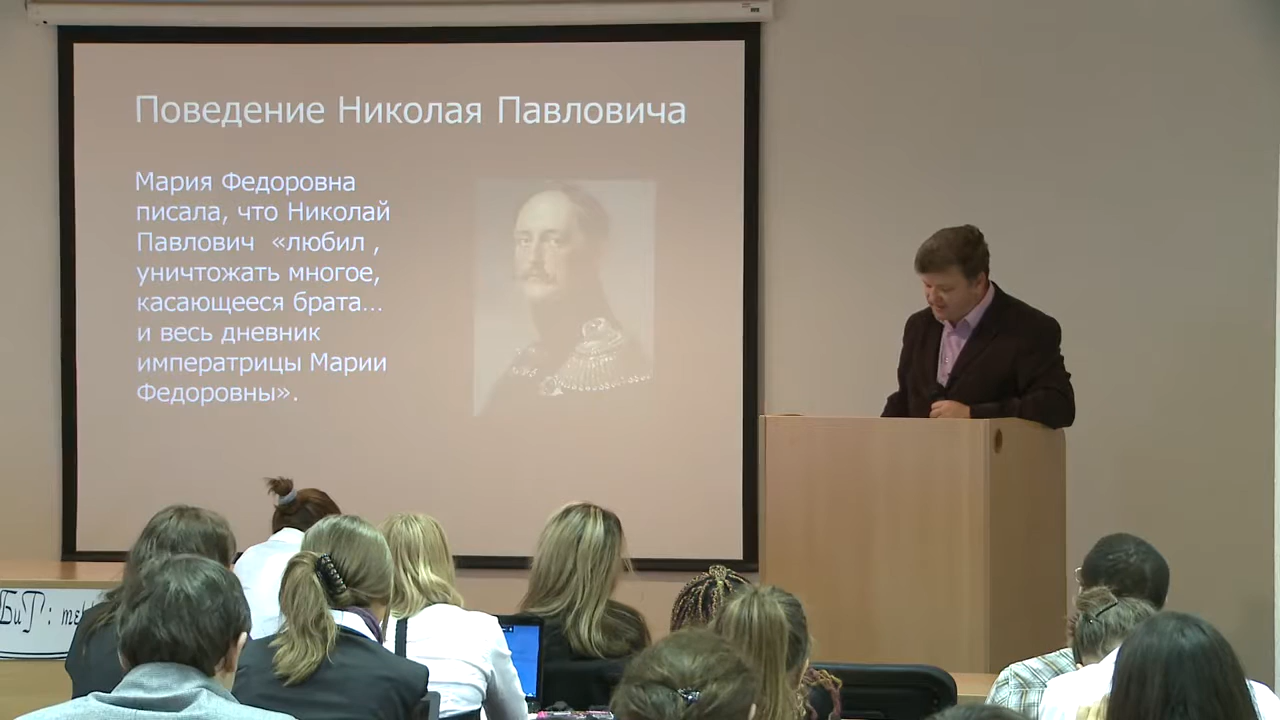 Поведение Николая Павловича
Мария Федоровна
писала, что Николай
Павлович «любил ,
уничтожать многое,
касающееся брата...
и весь дневник
императрицы Марии
Федоровны».
БиТ: